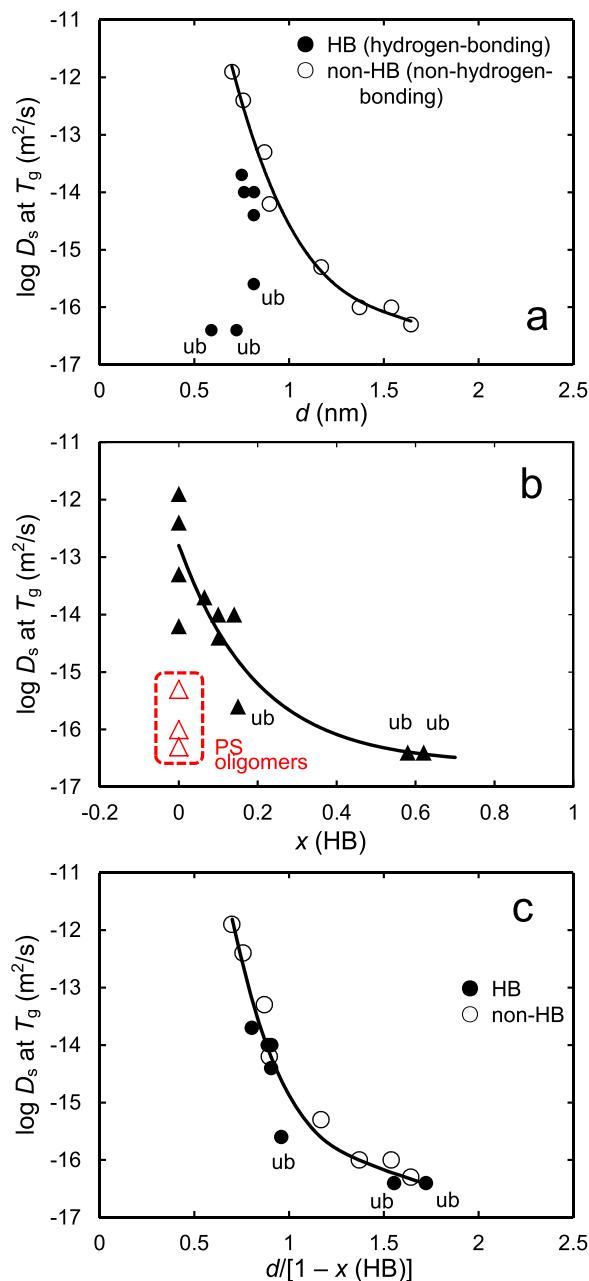 -11
-12
-13
-14
-15
-16
-17
log Ds at Tg (m²/s)
HB (hydrogen-bonding)
non-HB (non-hydrogen-
bonding)
ub
ub
ub
a
0
0.5
1
1.5
2
2.5
d (nm)
-11
-12
-13
-14
-15
-16
-17
log Ds at Tg (m²/s)
b
ub
ub
ub
PS
oligomers
-0.2
0
0.2
0.4
0.6
0.8
1
x (HB)
-11
-12
-13
-14
-15
-16
-17
log Ds at Tg (m²/s)
c
HB
non-HB
ub
ub
ub
0
0.5
1
1.5
2
2.5
d/[1 – x (HB)]